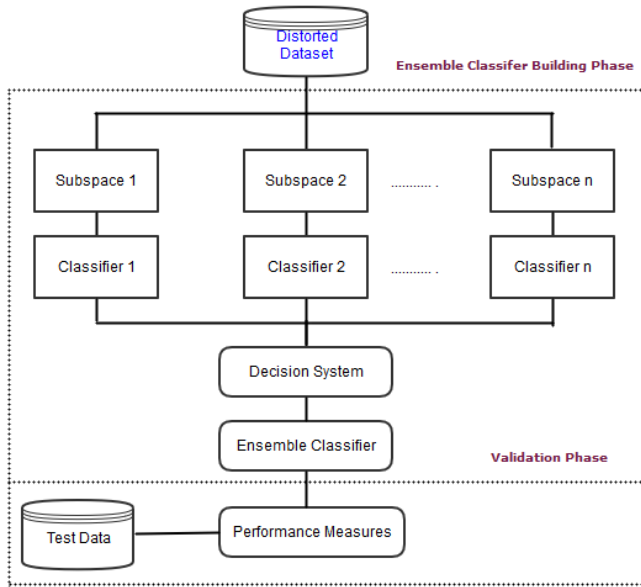 Distorted
Dataset
Ensemble Classifer Building Phase
Subspace 1
Subspace 2
............ .
Subspace n
Classifier 1
Classifier 2
............ .
Classifier n
Decision System
Ensemble Classifier
Validation Phase
Test Data
Performance Measures